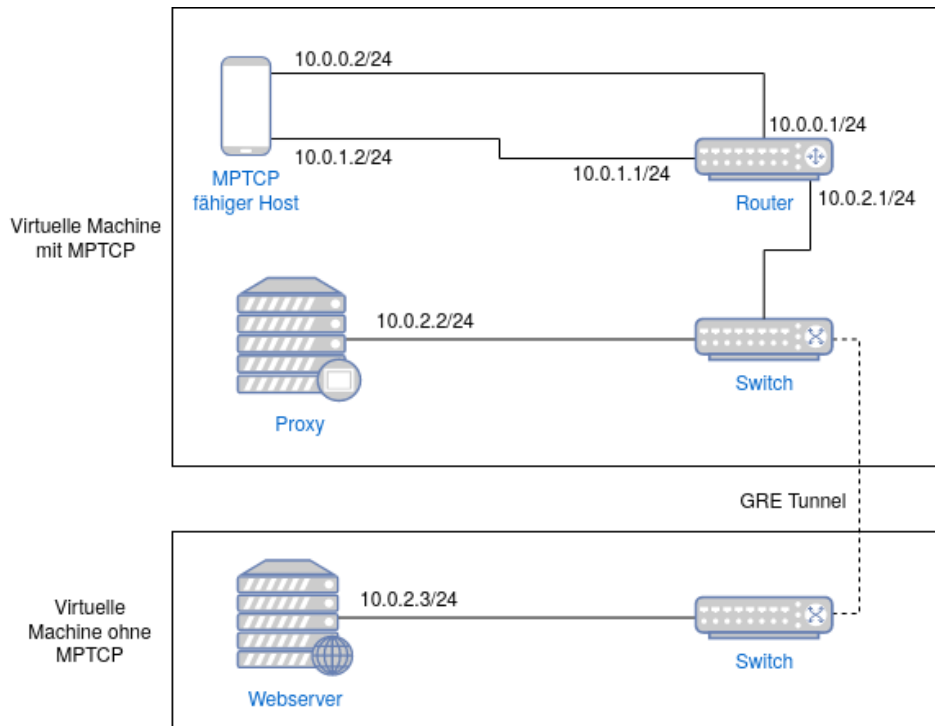 10.0.0.2/24
10.0.0.1/24
10.0.1.2/24
10.0.1.1/24
MPTCP
fähiger Host
Router
10.0.2.1/24
Virtuelle Machine
mit MPTCP
10.0.2.2/24
Switch
Proxy
GRE Tunnel
10.0.2.3/24
Virtuelle
Machine ohne
MPTCP
Switch
Webserver